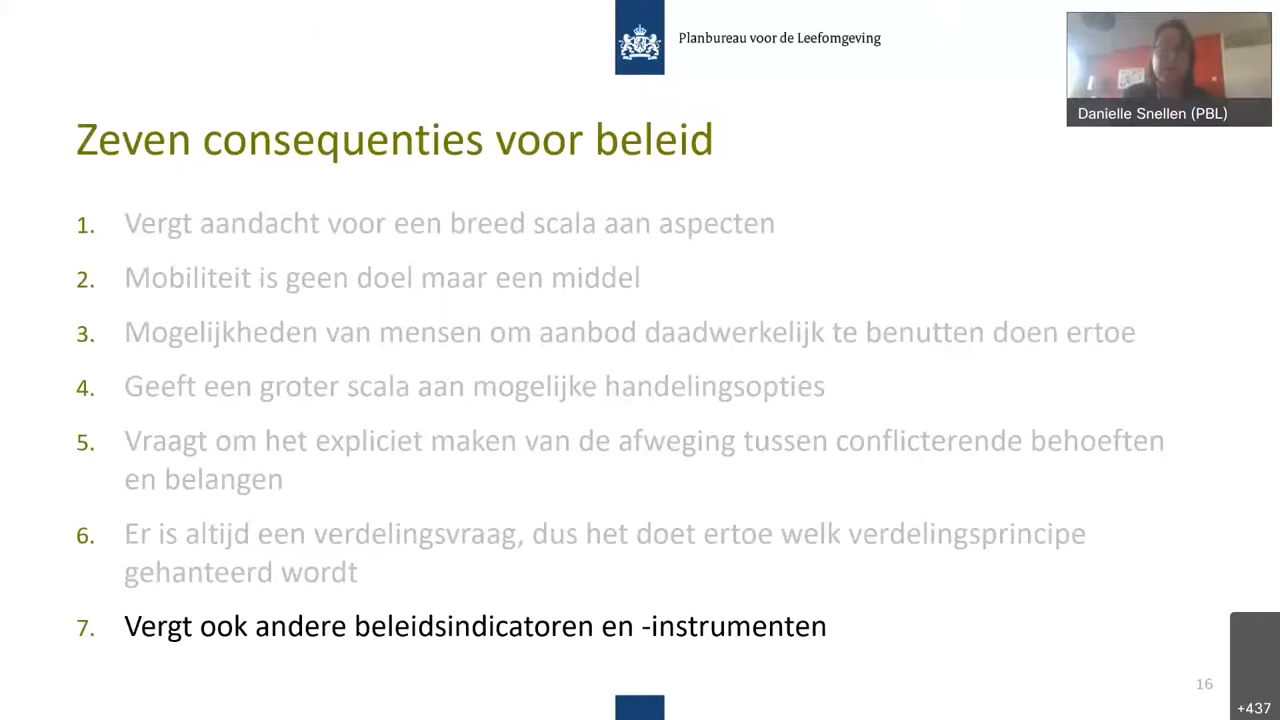 Planbureau voor de Leefomgeving
Danielle Snellen (PBL)
Zeven consequenties voor beleid
1. Vergt aandacht voor een breed scala aan aspecten
2. Mobiliteit is geen doel maar een middel
3. Mogelijkheden van mensen om aanbod daadwerkelijk te benutten doen ertoe
4. Geeft een groter scala aan mogelijke handelingsopties
5. Vraagt om het expliciet maken van de afweging tussen conflicterende behoeften
en belangen
6. Er is altijd een verdelingsvraag, dus het doet ertoe welk verdelingsprincipe
gehanteerd wordt
7. Vergt ook andere beleidsindicatoren en -instrumenten
16
+437